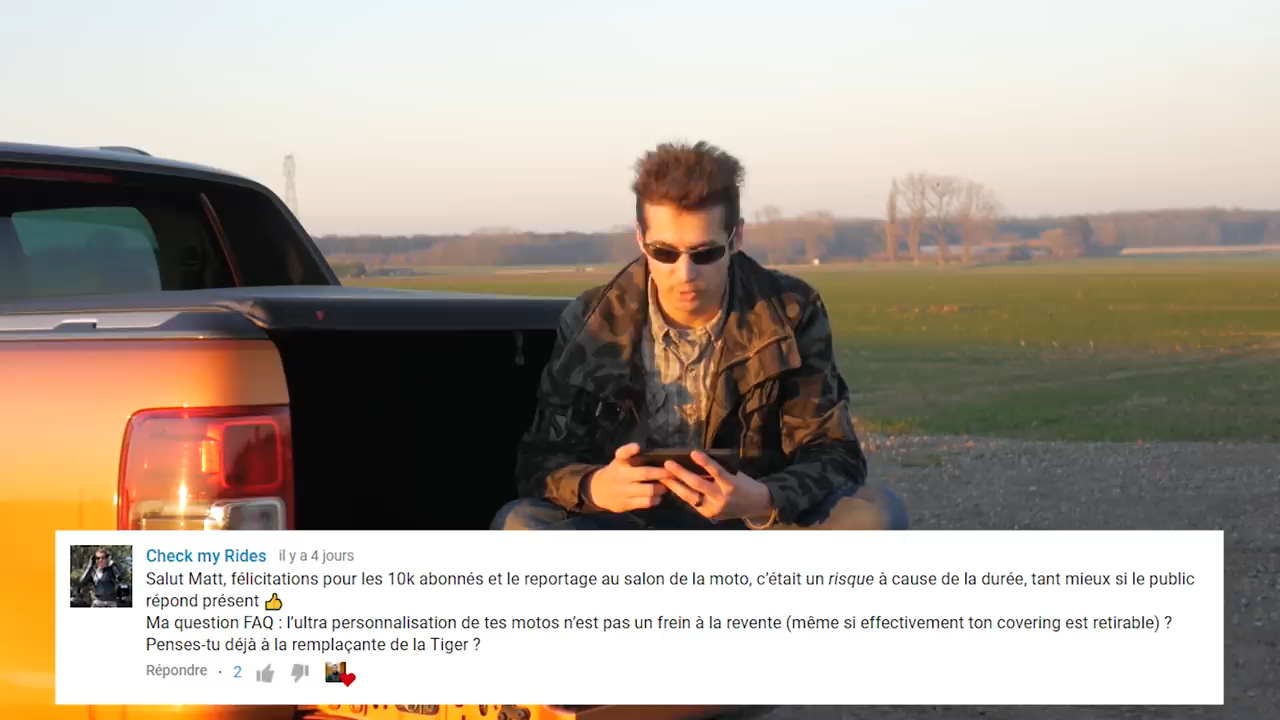 Check my Rides il y a 4 jours
Salut Matt, félicitations pour les 10k abonnés et le reportage au salon de la moto, c’était un risque à cause de la durée, tant mieux si le public
répond présent 👍
Ma question FAQ : l’ultra personnalisation de tes motos n’est pas un frein à la revente (même si effectivement ton covering est retirable) ?
Penses-tu déjà à la remplaçante de la Tiger ?
Répondre · 2